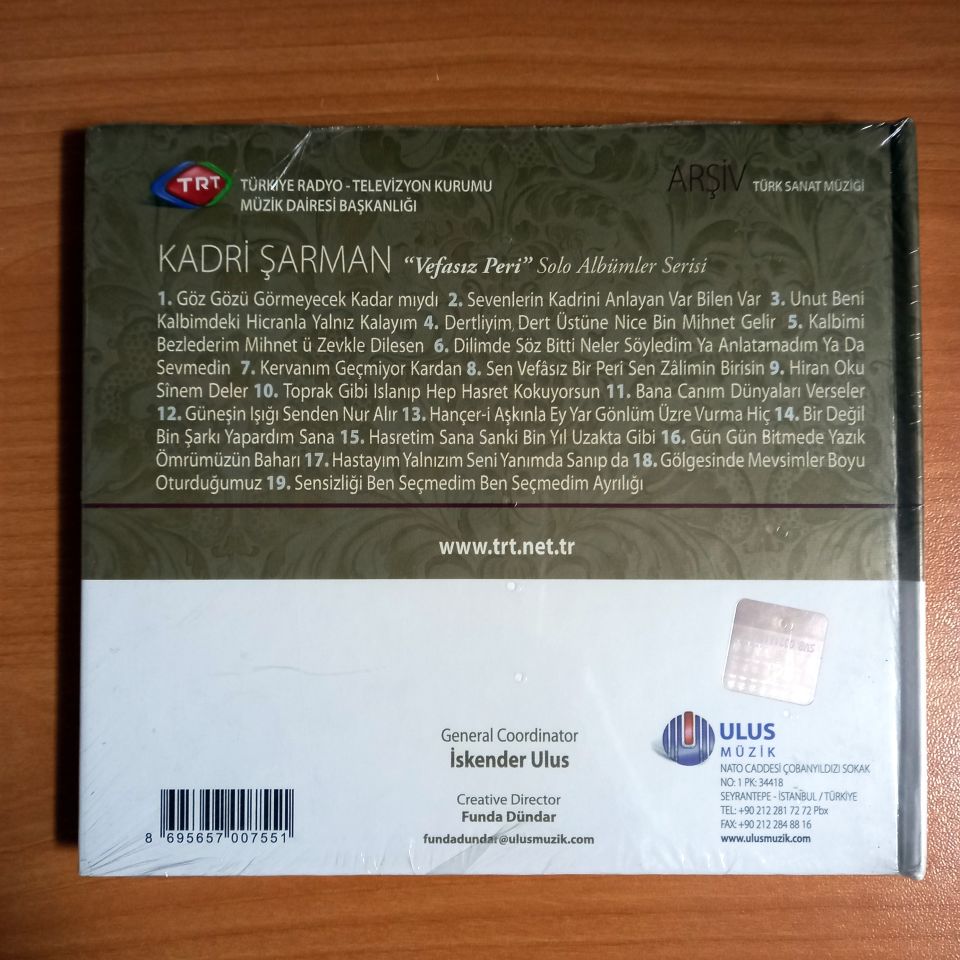 TRT
TÜRKİYE RADYO - TELEVİZYON KURUMU
MÜZİK DAİRESİ BAŞKANLIĞI
ARŞİV TÜRK SANAT MÜZİĞİ
KADRİ ŞARMAN "Vefasız Peri" Solo Albümler Serisi
1. Göz Gözü Görmeyecek Kadar mıydı 2. Sevenlerin Kadrini Anlayan Var Bilen Var 3. Unut Beni
Kalbimdeki Hicranla Yalnız Kalayım 4. Dertliyim Dert Üstüne Nice Bin Mihnet Gelir 5. Kalbimi
Bezlederim Mihnet ü Zevkle Dilesen 6. Dilimde Söz Bitti Neler Söyledim Ya Anlatamadım Ya Da
Sevmedin 7. Kervanım Geçmiyor Kardan 8. Sen Vefâsız Bir Peri Sen Zâlimin Birisin 9. Hiran Oku
Sînem Deler 10. Toprak Gibi Islanıp Hep Hasret Kokuyorsun 11. Bana Canım Dünyaları Verseler
12. Güneşin Işığı Senden Nur Alır 13. Hançer-i Aşkınla Ey Yar Gönlüm Üzre Vurma Hiç 14. Bir Değil
Bin Şarkı Yapardım Sana 15. Hasretim Sana Sanki Bin Yıl Uzakta Gibi 16. Gün Gün Bitmede Yazık
Ömrümüzün Baharı 17. Hastayım Yalnızım Seni Yanımda Sanıp da 18. Gölgesinde Mevsimler Boyu
Oturduğumuz 19. Sensizliği Ben Seçmedim Ben Seçmedim Ayrılığı
www.trt.net.tr
General Coordinator
İskender Ulus
Creative Director
Funda Dündar
fundadundar@ulusmuzik.com
ULUS
MÜZİK
NATO CADDESİ ÇOBANYILDIZI SOKAK
NO: 1 PK: 34418
SEYRANTEPE - İSTANBUL / TÜRKİYE
TEL: +90 212 281 72 72 Pbx
FAX: +90 212 284 88 16
www.ulusmuzik.com
8 695657 007551